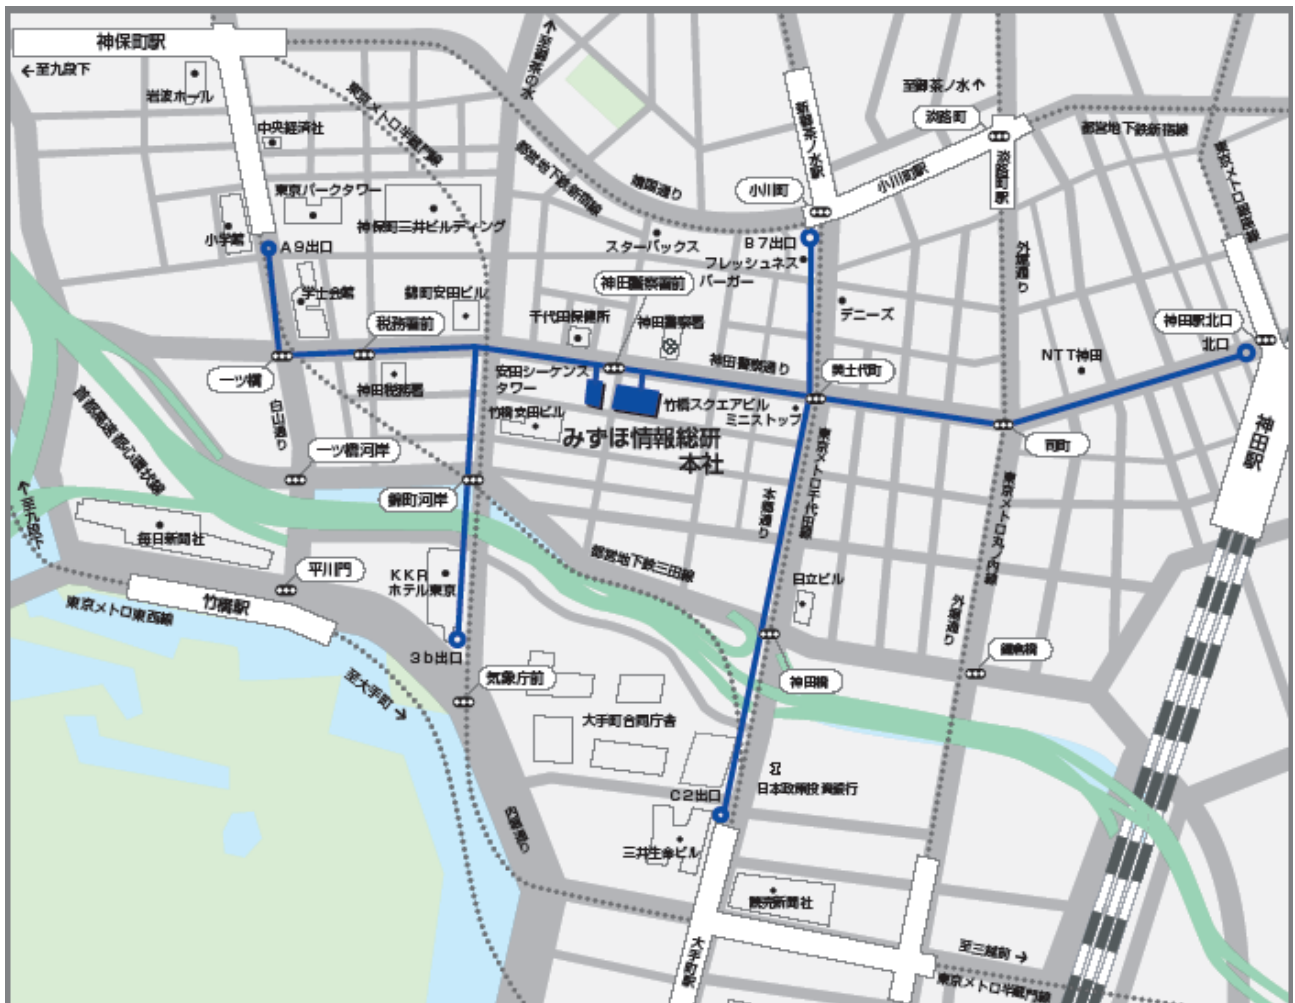 神保町駅
←至九段下
岩波ホール
中央経済社
東京メトロ半蔵門線
至御茶の水
都営地下鉄新宿線
靖国通り
新御茶ノ水駅
至御茶ノ水
淡路町
小川町
小川町駅
淡路町駅
都営地下鉄新宿線
東京メトロ銀座線
東京パークタワー
神保町三井ビルディング
小学館
A9出口
スターバックス
B7出口
フレッシュネス
バーガー
外堀通り
学士会館
錦町安田ビル
神田警察署前
千代田保健所
神田警察署
デニーズ
税務署前
神田警察通り
NTT神田
神田駅北口
北口
一ツ橋
神田税務署
安田シーケンス
タワー
美土代町
竹橋安田ビル
竹橋スクエアビル
ミニストップ
みずほ情報総研
本社
司町
神田駅
首都高速都心環状線
白山通り
一ツ橋河岸
錦町河岸
本郷通り
東京メトロ千代田線
東京メトロ丸ノ内線
毎日新聞社
平川門
竹橋駅
東京メトロ東西線
KKR
ホテル東京
都営地下鉄三田線
日立ビル
外堀通り
鎌倉橋
3b出口
至大手町
気象庁前
神田橋
大手町合同庁舎
日本政策投資銀行
C2出口
三井生命ビル
読売新聞社
大手町駅
至三越前→
東京メトロ半蔵門線